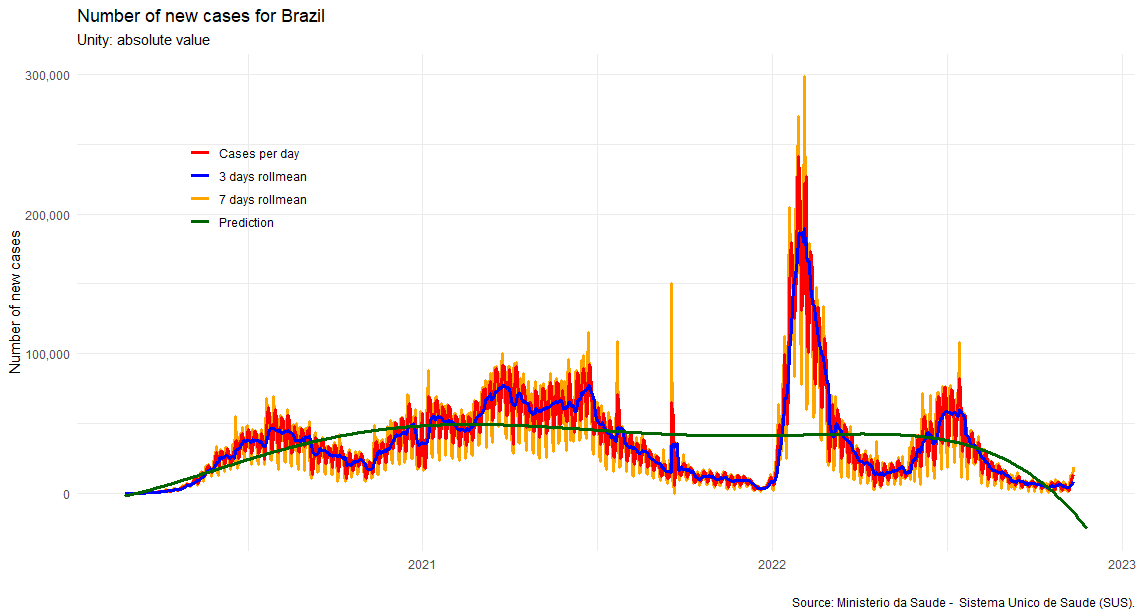 Number of new cases for Brazil
Unity: absolute value
300,000
200,000
100,000
0
Number of new cases
Cases per day
3 days rollmean
7 days rollmean
Prediction
2021
2022
2023
Source: Ministerio da Saude - Sistema Unico de Saude (SUS).